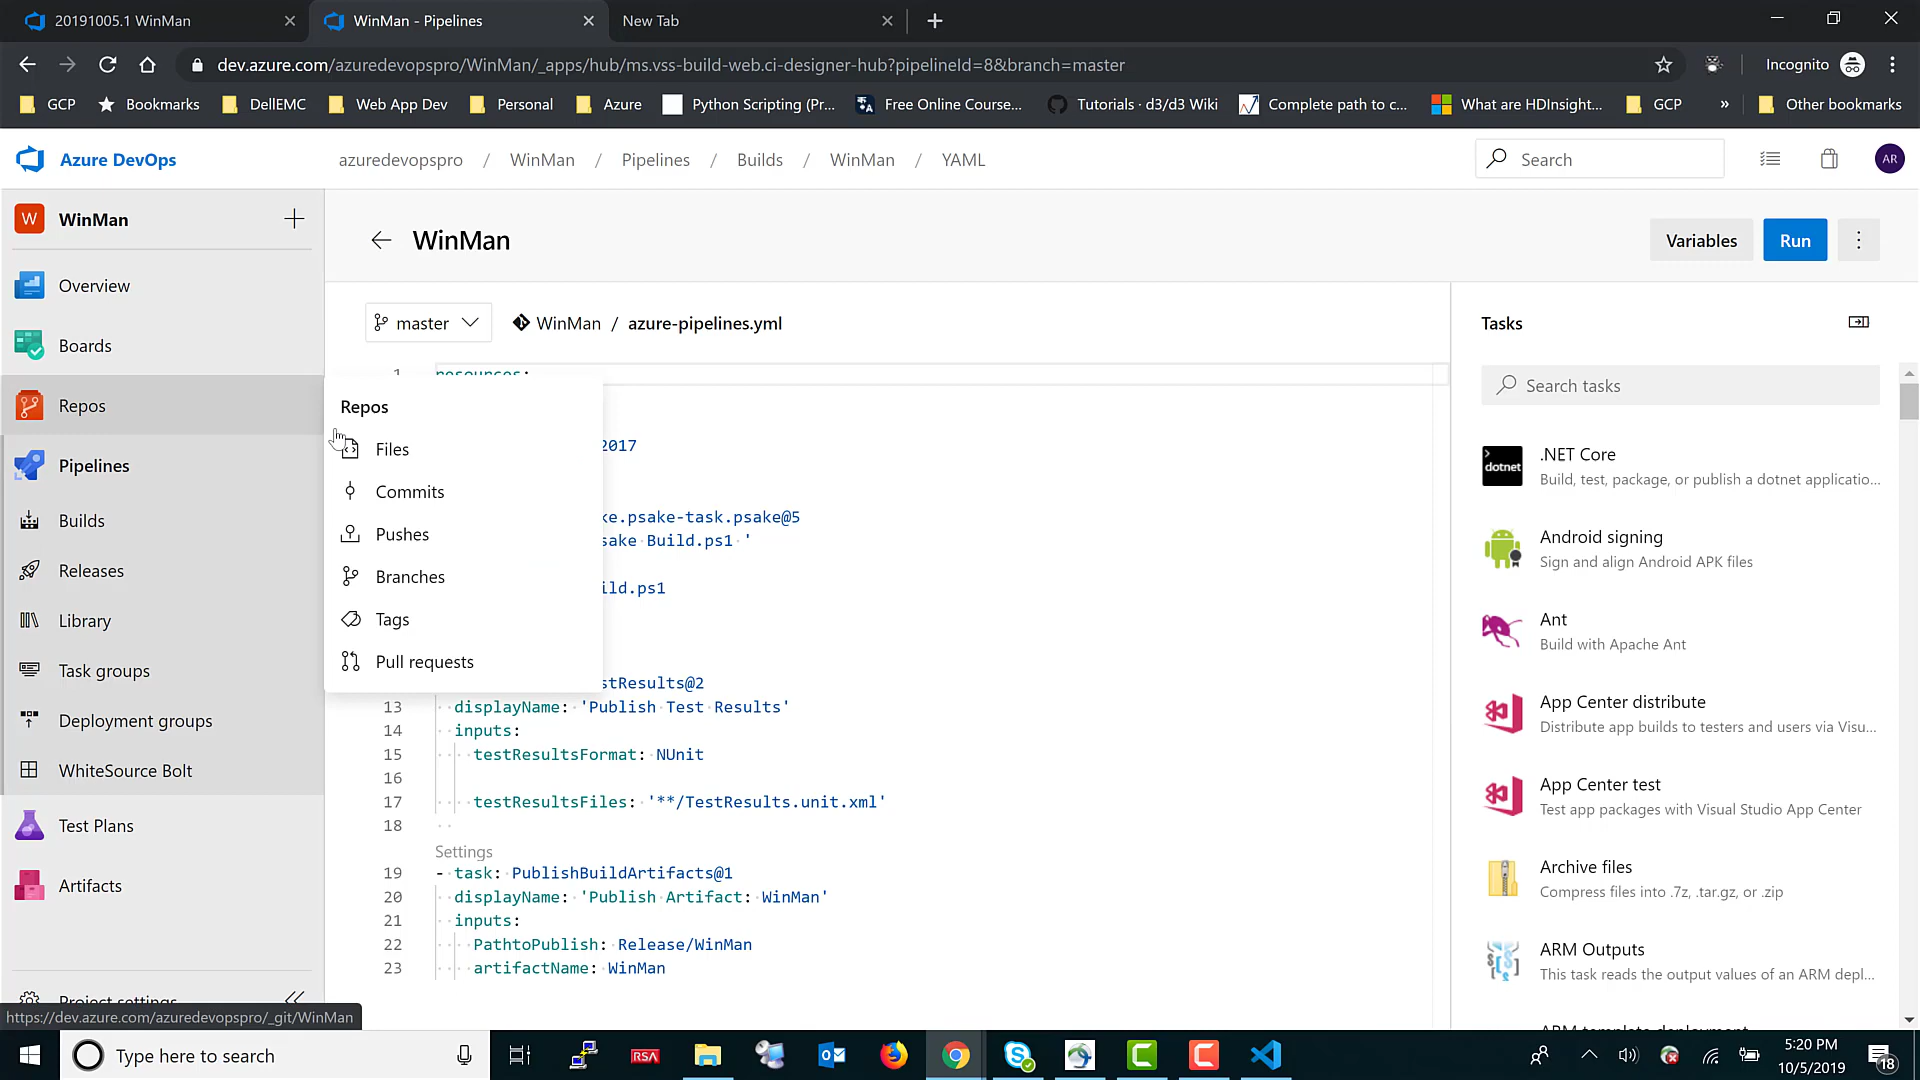 20191005.1 WinMan
WinMan - Pipelines
New Tab
dev.azure.com/azuredevopspro/WinMan/_apps/hub/ms.vss-build-web.ci-designer-hub?pipelineId=8&branch=master
Incognito
GCP
Bookmarks
DellEMC
Web App Dev
Personal
Azure
Python Scripting (Pr...
Free Online Course...
Tutorials · d3/d3 Wiki
Complete path to c...
What are HDInsight...
GCP
»
Other bookmarks
Azure DevOps
azuredevopspro / WinMan / Pipelines / Builds / WinMan / YAML
Search
AR
W WinMan
WinMan
Variables
Run
Overview
Boards
Repos
Pipelines
Builds
Releases
Library
Task groups
Deployment groups
WhiteSource Bolt
Test Plans
Artifacts
Project settings
https://dev.azure.com/azuredevopspro/_git/WinMan
master
WinMan / azure-pipelines.yml
1 resources:
Repos
Files
Commits
Pushes
Branches
Tags
Pull requests
2017
ke.psake-task.psake@5
sake Build.ps1 '
ild.ps1
stResults@2
13 displayName: 'Publish Test Results'
14 inputs:
15 testResultsFormat: NUnit
16
17 testResultsFiles: '**/TestResults.unit.xml'
18
Settings
19 - task: PublishBuildArtifacts@1
20 displayName: 'Publish Artifact: WinMan'
21 inputs:
22 PathtoPublish: Release/WinMan
23 artifactName: WinMan
Tasks
Search tasks
dotnet
.NET Core
Build, test, package, or publish a dotnet applicatio...
Android signing
Sign and align Android APK files
Ant
Build with Apache Ant
App Center distribute
Distribute app builds to testers and users via Visu...
App Center test
Test app packages with Visual Studio App Center
Archive files
Compress files into .7z, .tar.gz, or .zip
ARM Outputs
This task reads the output values of an ARM depl...
ARM template deployment
Type here to search
RSA
5:20 PM
10/5/2019
18